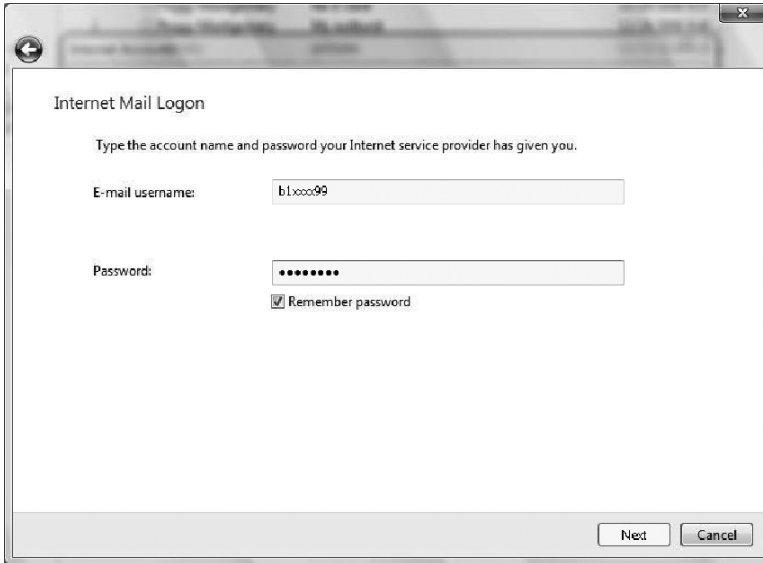 Internet Mail Logon
Type the account name and password your Internet service provider has given you.
E-mail username: b1xxxx99
Password: ••••••••
Remember password
Next Cancel